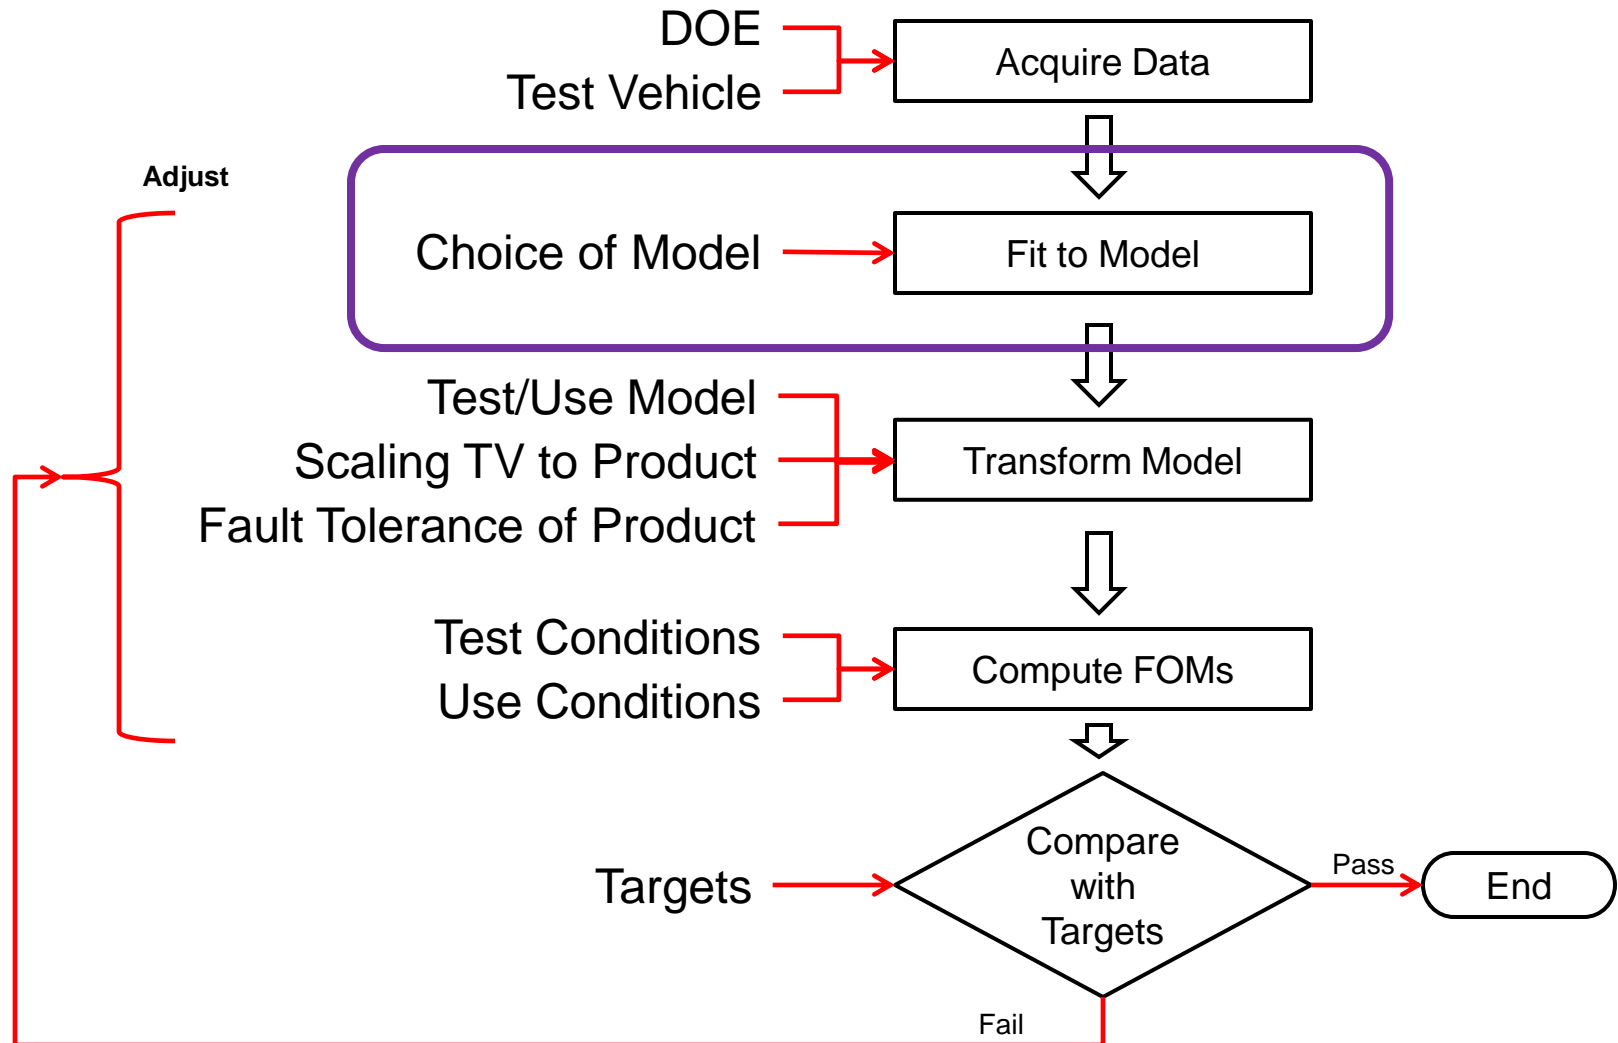 DOE
Test Vehicle
Acquire Data
Adjust
Choice of Model
Fit to Model
Test/Use Model
Scaling TV to Product
Fault Tolerance of Product
Transform Model
Test Conditions
Use Conditions
Compute FOMs
Targets
Compare
with
Targets
Pass
End
Fail